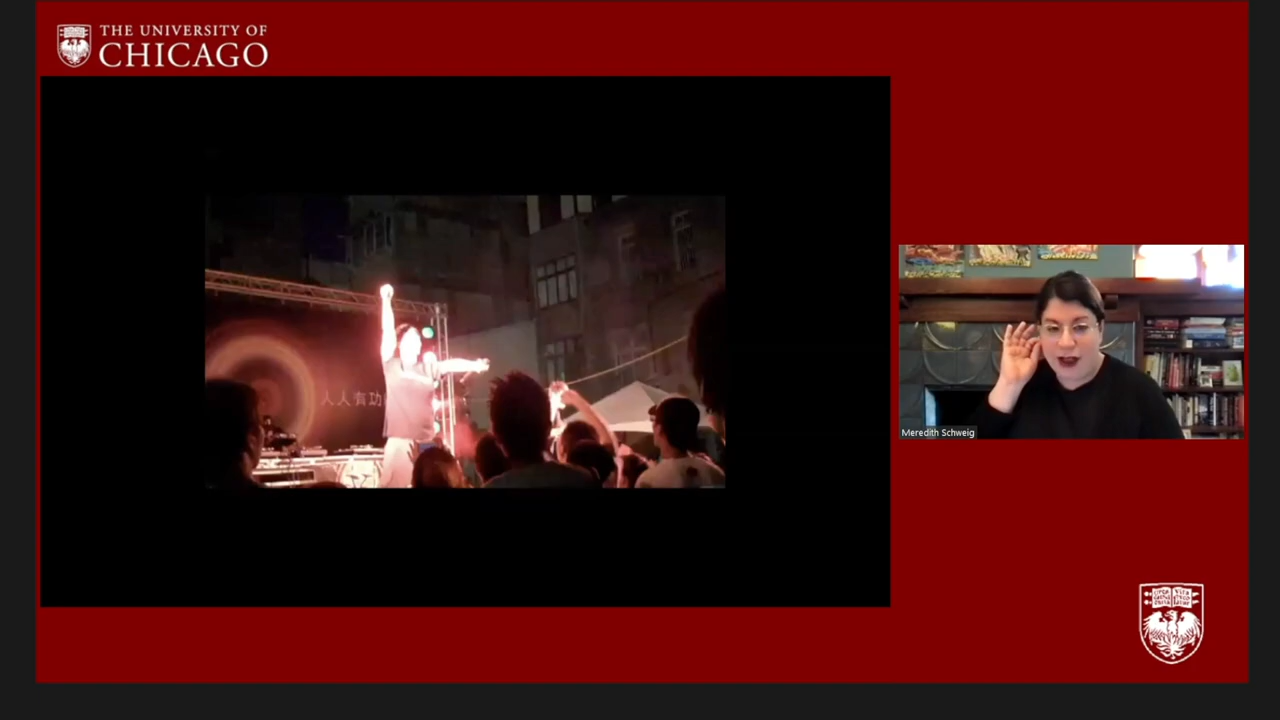 THE UNIVERSITY OF
CHICAGO
人人有功
Meredith Schweig